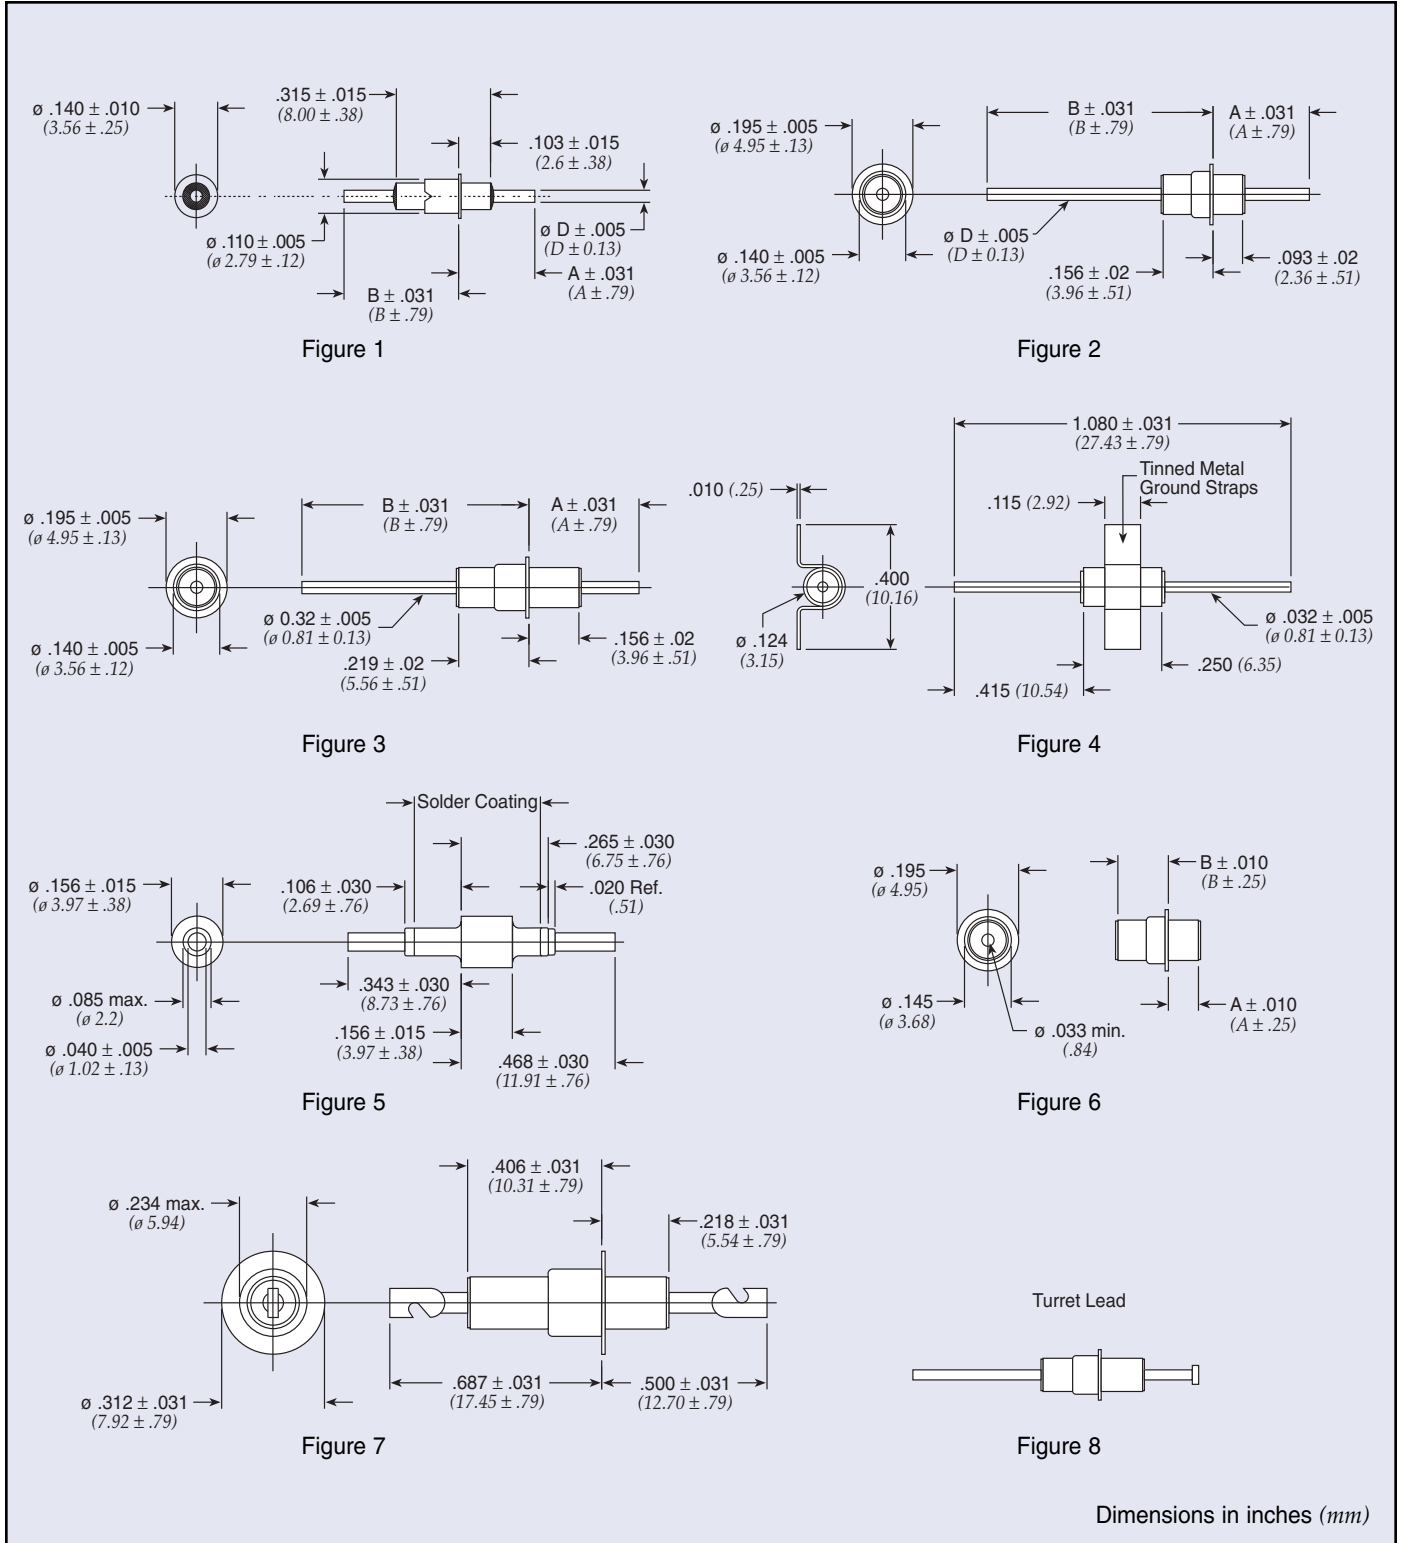 ø .140 ± .010
(3.56 ± .25)
.315 ± .015
(8.00 ± .38)
.103 ± .015
(2.6 ± .38)
ø .110 ± .005
(ø 2.79 ± .12)
ø D ± .005
(D ± 0.13)
A ± .031
(A ± .79)
B ± .031
(B ± .79)
Figure 1
ø .195 ± .005
(ø 4.95 ± .13)
B ± .031
(B ± .79)
A ± .031
(A ± .79)
ø .140 ± .005
(ø 3.56 ± .12)
ø D ± .005
(D ± 0.13)
.156 ± .02
(3.96 ± .51)
.093 ± .02
(2.36 ± .51)
Figure 2
ø .195 ± .005
(ø 4.95 ± .13)
B ± .031
(B ± .79)
A ± .031
(A ± .79)
ø 0.32 ± .005
(ø 0.81 ± 0.13)
ø .140 ± .005
(ø 3.56 ± .12)
.219 ± .02
(5.56 ± .51)
.156 ± .02
(3.96 ± .51)
Figure 3
1.080 ± .031
(27.43 ± .79)
Tinned Metal
Ground Straps
.010 (.25)
.115 (2.92)
.400
(10.16)
ø .124
(3.15)
ø .032 ± .005
(ø 0.81 ± 0.13)
.250 (6.35)
.415 (10.54)
Figure 4
Solder Coating
.265 ± .030
(6.75 ± .76)
ø .156 ± .015
(ø 3.97 ± .38)
.106 ± .030
(2.69 ± .76)
.020 Ref.
(.51)
ø .085 max.
(ø 2.2)
.343 ± .030
(8.73 ± .76)
ø .040 ± .005
(ø 1.02 ± .13)
.156 ± .015
(3.97 ± .38)
.468 ± .030
(11.91 ± .76)
Figure 5
ø .195
(ø 4.95)
B ± .010
(B ± .25)
ø .145
(ø 3.68)
ø .033 min.
(.84)
A ± .010
(A ± .25)
Figure 6
.406 ± .031
(10.31 ± .79)
ø .234 max.
(ø 5.94)
.218 ± .031
(5.54 ± .79)
ø .312 ± .031
(7.92 ± .79)
.687 ± .031
(17.45 ± .79)
.500 ± .031
(12.70 ± .79)
Figure 7
Turret Lead
Figure 8
Dimensions in inches (mm)